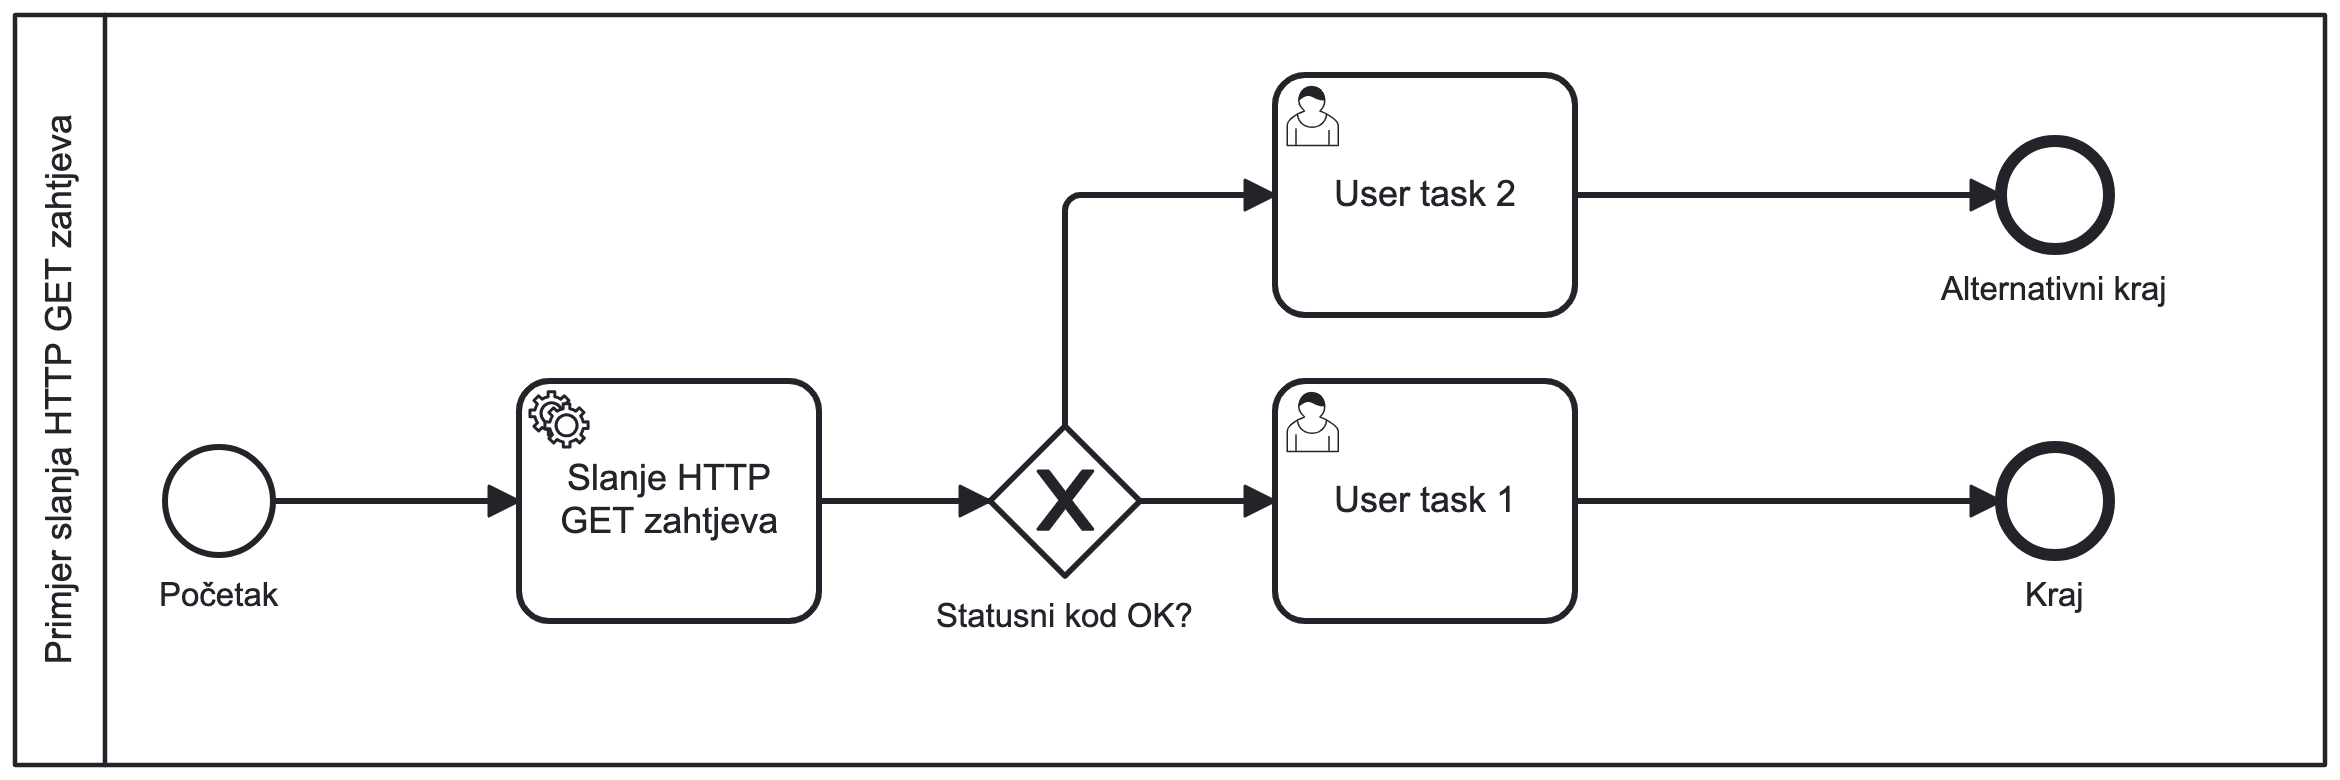 Primjer slanja HTTP GET zahtjeva
User task 2
Alternativni kraj
Početak
Slanje HTTP
GET zahtjeva
Statusni kod OK?
User task 1
Kraj